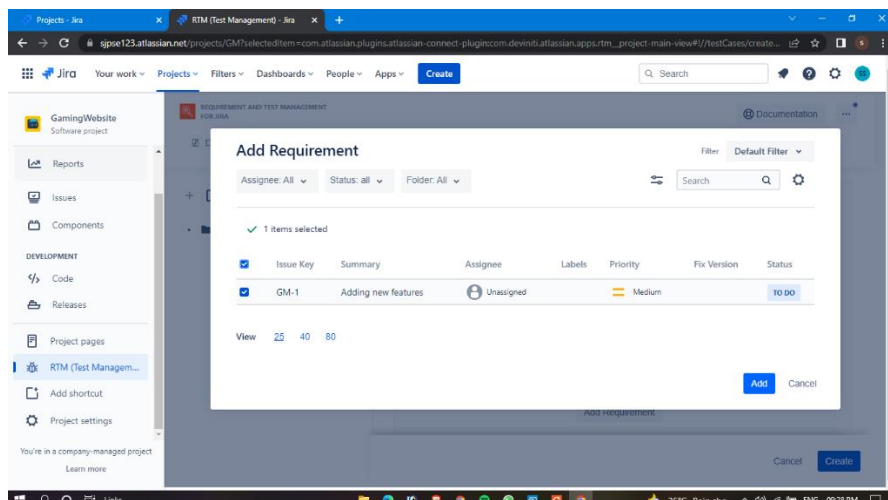 Projects - Jira
RTM (Test Management) - Jira
sjpse123.atlassian.net/projects/GM?selectedItem=com.atlassian.plugins.atlassian-connect-plugin:com.deviniti.atlassian.apps.rtm__project-main-view#!/testCases/create...
Jira Your work Projects Filters Dashboards People Apps Create Search
GamingWebsite
Software project
Reports
Issues
Components
DEVELOPMENT
Code
Releases
Project pages
RTM (Test Managem...
Add shortcut
Project settings
You're in a company-managed project
Learn more
REQUIREMENT AND TEST MANAGEMENT
FOR JIRA
Documentation
Add Requirement
Filter Default Filter
Assignee: All Status: all Folder: All Search
1 items selected
Issue Key Summary Assignee Labels Priority Fix Version Status
GM-1 Adding new features Unassigned Medium TO DO
View 25 40 80
Add Cancel
Add Requirement
Cancel Create